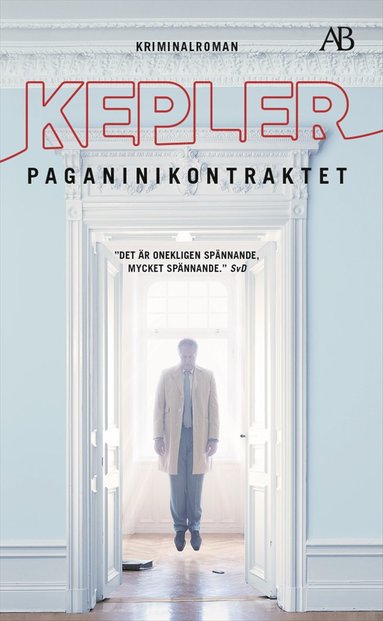 KRIMINALROMAN
AB
KEPLER
PAGANINIKONTRAKTET
"DET ÄR ONEKLIGEN SPÄNNANDE,
MYCKET SPÄNNANDE." SvD